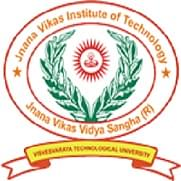 Jnana Vikas Institute of Technology
Jnana Vikas Vidya Sangha (R)
VISVESVARAYA TECHNOLOGICAL UNIVERSITY